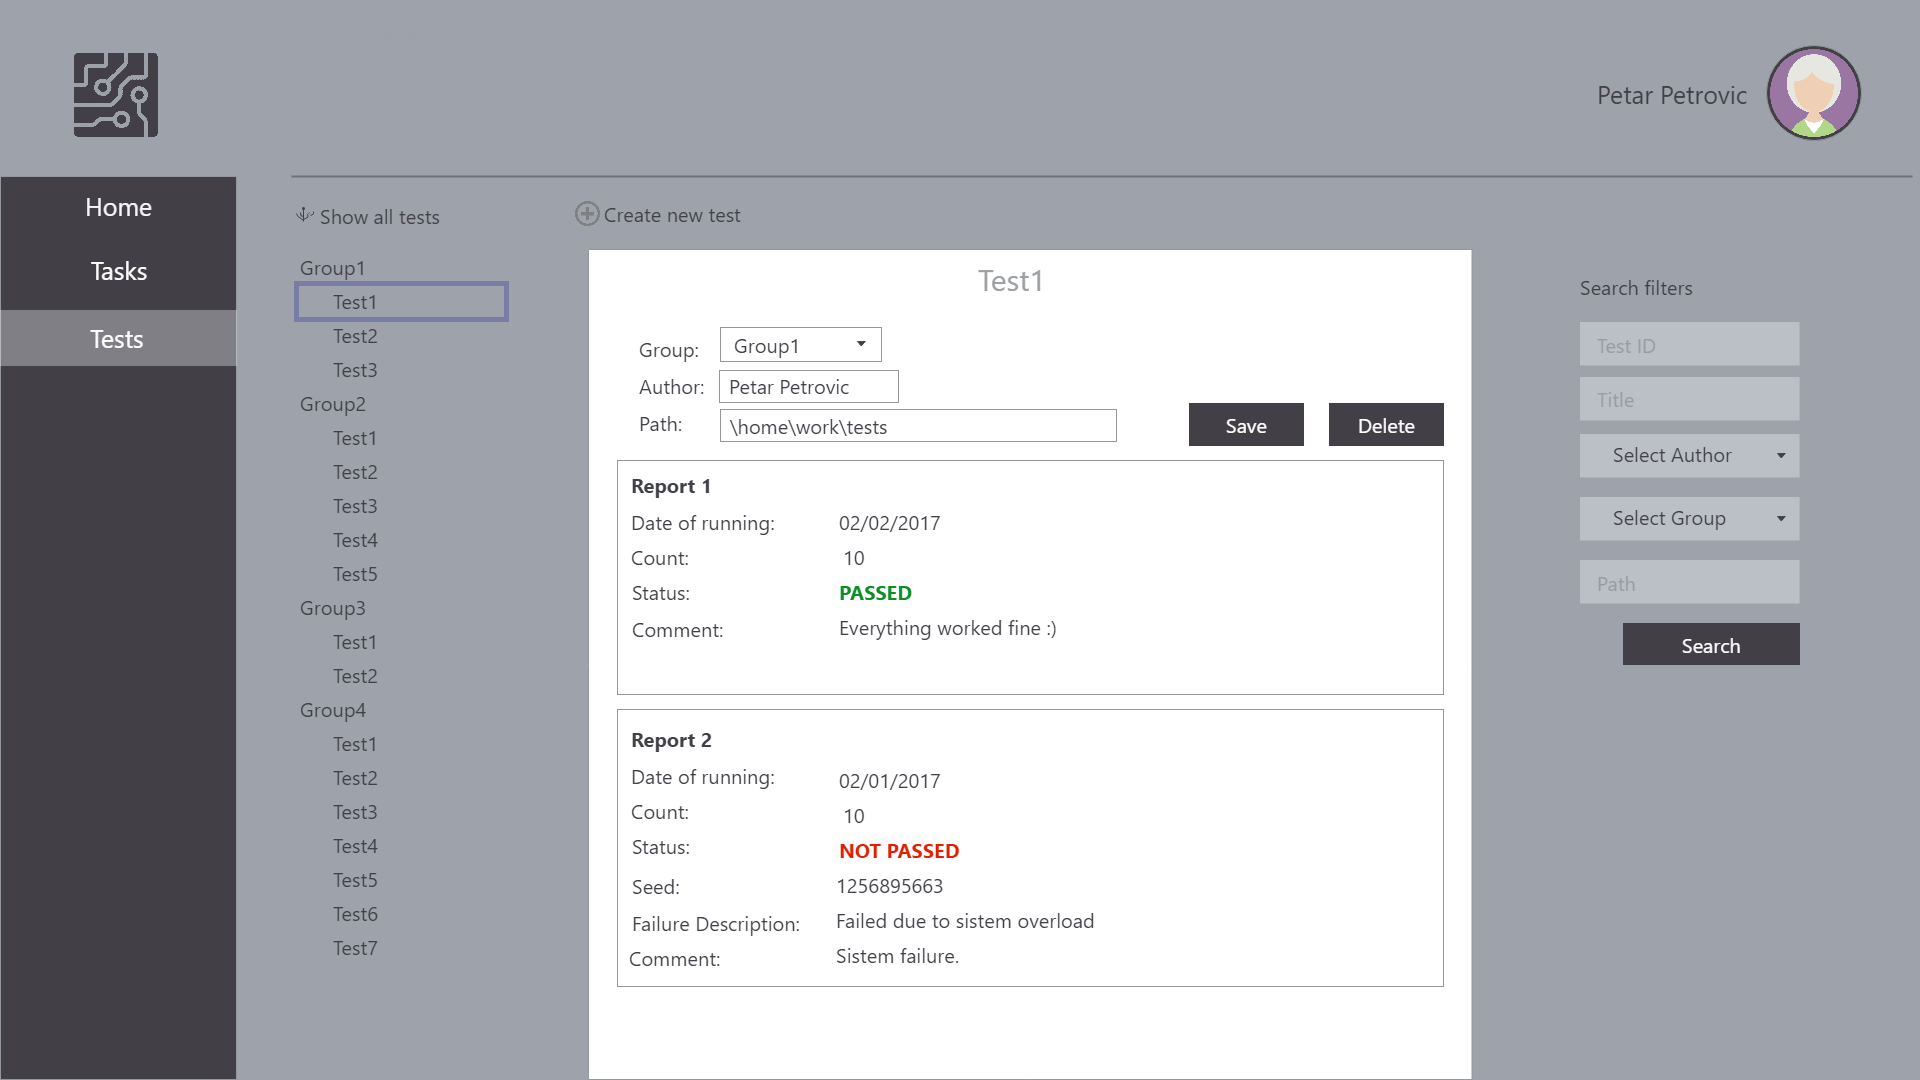 Petar Petrovic
Home
Tasks
Tests
Show all tests
Group1
Test1
Test2
Test3
Group2
Test1
Test2
Test3
Test4
Test5
Group3
Test1
Test2
Group4
Test1
Test2
Test3
Test4
Test5
Test6
Test7
Create new test
Test1
Group: Group1
Author: Petar Petrovic
Path: \home\work\tests
Save Delete
Report 1
Date of running: 02/02/2017
Count: 10
Status: PASSED
Comment: Everything worked fine :)
Report 2
Date of running: 02/01/2017
Count: 10
Status: NOT PASSED
Seed: 1256895663
Failure Description: Failed due to sistem overload
Comment: Sistem failure.
Search filters
Test ID
Title
Select Author
Select Group
Path
Search